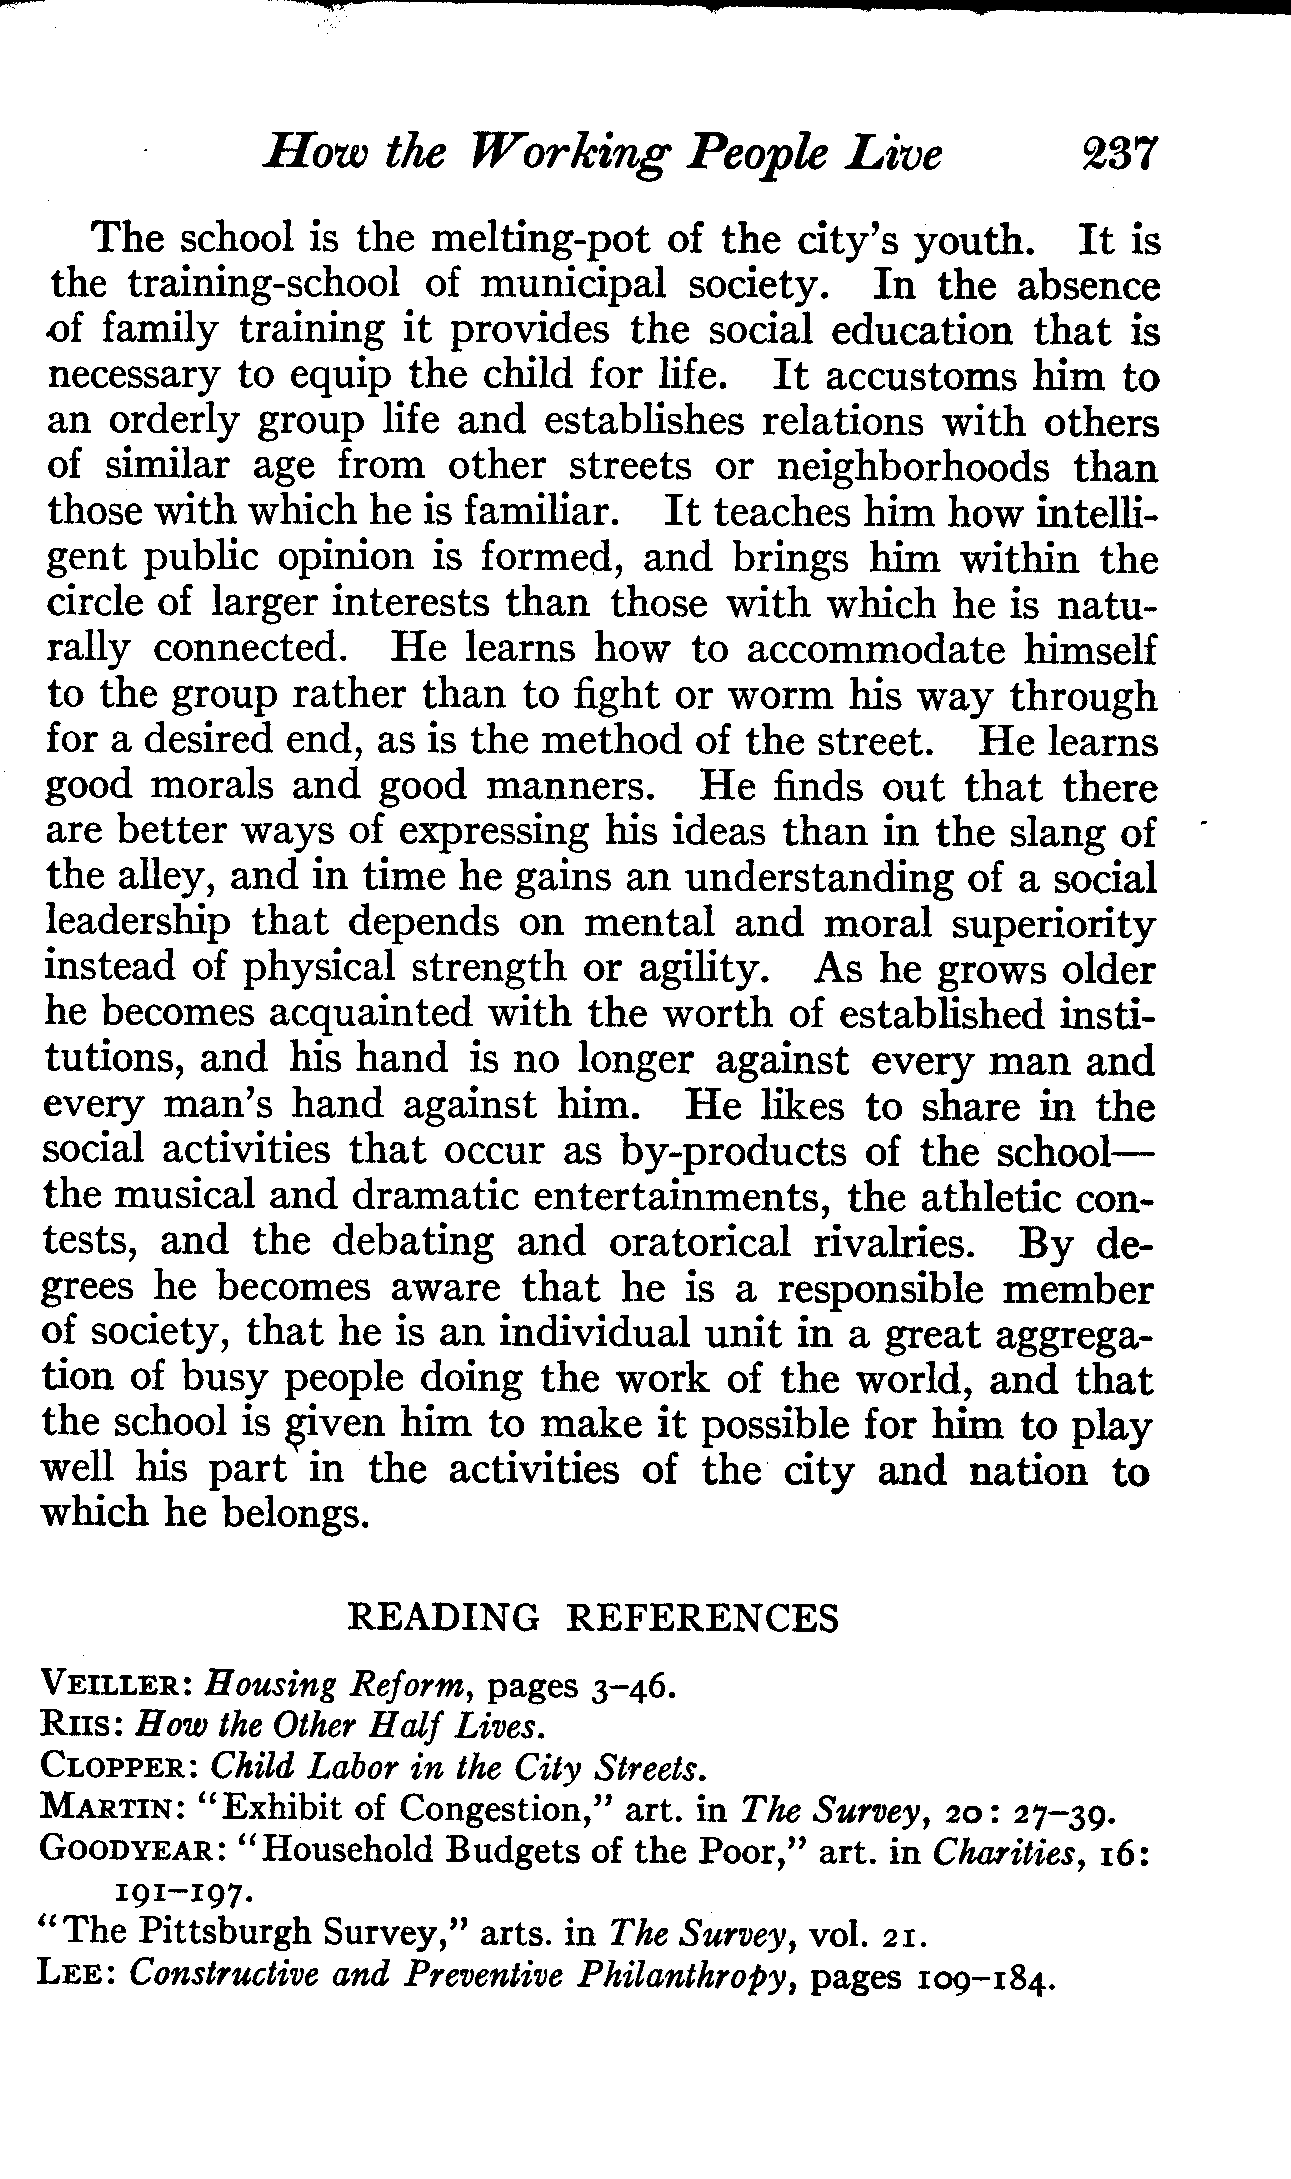 How the Working People Live 237
The school is the melting-pot of the city's youth. It is
the training-school of municipal society. In the absence
of family training it provides the social education that is
necessary to equip the child for life. It accustoms him to
an orderly group life and establishes relations with others
of similar age from other streets or neighborhoods than
those with which he is familiar. It teaches him how intelli-
gent public opinion is formed, and brings him within the
circle of larger interests than those with which he is natu-
rally connected. He learns how to accommodate himself
to the group rather than to fight or worm his way through
for a desired end, as is the method of the street. He learns
good morals and good manners. He finds out that there
are better ways of expressing his ideas than in the slang of
the alley, and in time he gains an understanding of a social
leadership that depends on mental and moral superiority
instead of physical strength or agility. As he grows older
he becomes acquainted with the worth of established insti-
tutions, and his hand is no longer against every man and
every man's hand against him. He likes to share in the
social activities that occur as by-products of the school—
the musical and dramatic entertainments, the athletic con-
tests, and the debating and oratorical rivalries. By de-
grees he becomes aware that he is a responsible member
of society, that he is an individual unit in a great aggrega-
tion of busy people doing the work of the world, and that
the school is given him to make it possible for him to play
well his part in the activities of the city and nation to
which he belongs.
READING REFERENCES
VEILLER: Housing Reform, pages 3–46.
RIIS: How the Other Half Lives.
CLOPPER: Child Labor in the City Streets.
MARTIN: "Exhibit of Congestion," art. in The Survey, 20: 27–39.
GOODYEAR: "Household Budgets of the Poor," art. in Charities, 16:
191–197.
"The Pittsburgh Survey," arts. in The Survey, vol. 21.
LEE: Constructive and Preventive Philanthropy, pages 109–184.